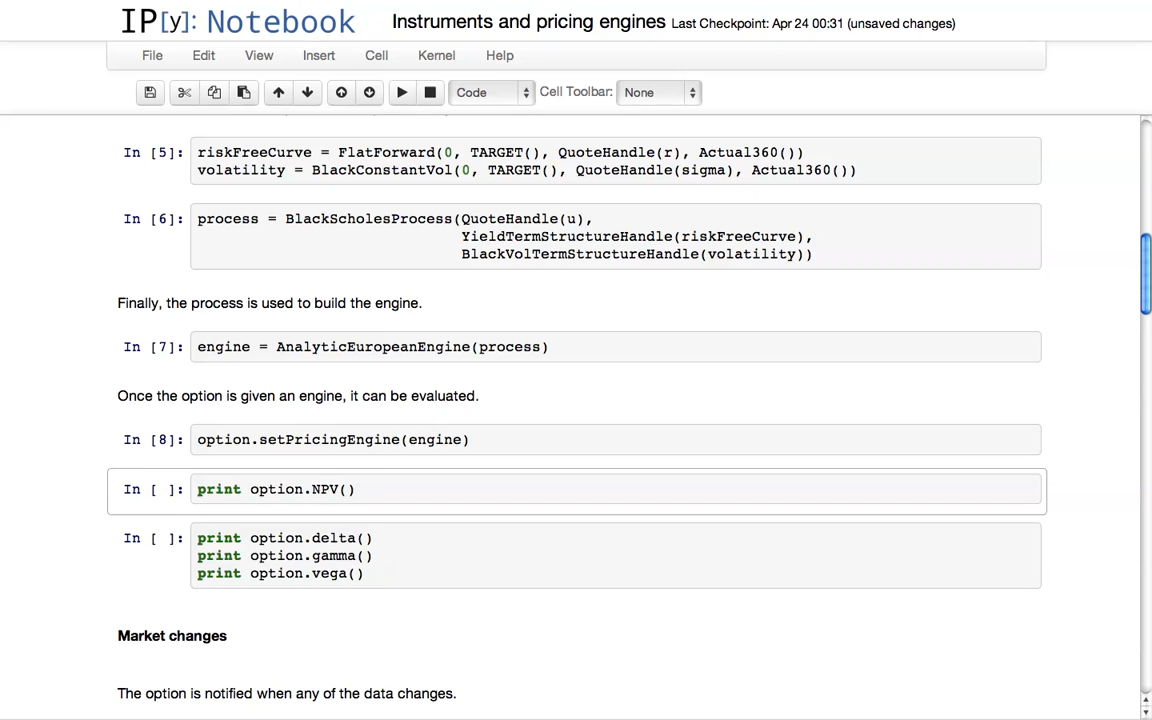 IP[y]: Notebook
Instruments and pricing engines Last Checkpoint: Apr 24 00:31 (unsaved changes)
File Edit View Insert Cell Kernel Help
Code Cell Toolbar: None
In [5]: riskFreeCurve = FlatForward(0, TARGET(), QuoteHandle(r), Actual360())
volatility = BlackConstantVol(0, TARGET(), QuoteHandle(sigma), Actual360())
In [6]: process = BlackScholesProcess(QuoteHandle(u),
YieldTermStructureHandle(riskFreeCurve),
BlackVolTermStructureHandle(volatility))
Finally, the process is used to build the engine.
In [7]: engine = AnalyticEuropeanEngine(process)
Once the option is given an engine, it can be evaluated.
In [8]: option.setPricingEngine(engine)
In [ ]: print option.NPV()
In [ ]: print option.delta()
print option.gamma()
print option.vega()
Market changes
The option is notified when any of the data changes.